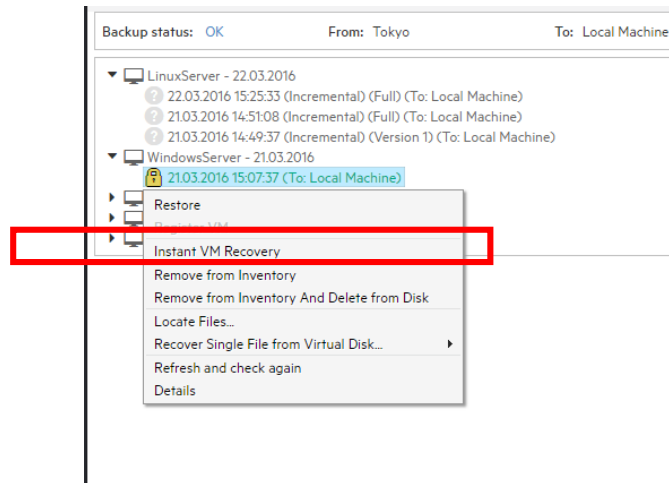 Backup status: OK From: Tokyo To: Local Machine
LinuxServer - 22.03.2016
22.03.2016 15:25:33 (Incremental) (Full) (To: Local Machine)
21.03.2016 14:51:08 (Incremental) (Full) (To: Local Machine)
21.03.2016 14:49:37 (Incremental) (Version 1) (To: Local Machine)
WindowsServer - 21.03.2016
21.03.2016 15:07:37 (To: Local Machine)
Restore
Register VM
Instant VM Recovery
Remove from Inventory
Remove from Inventory And Delete from Disk
Locate Files...
Recover Single File from Virtual Disk...
Refresh and check again
Details